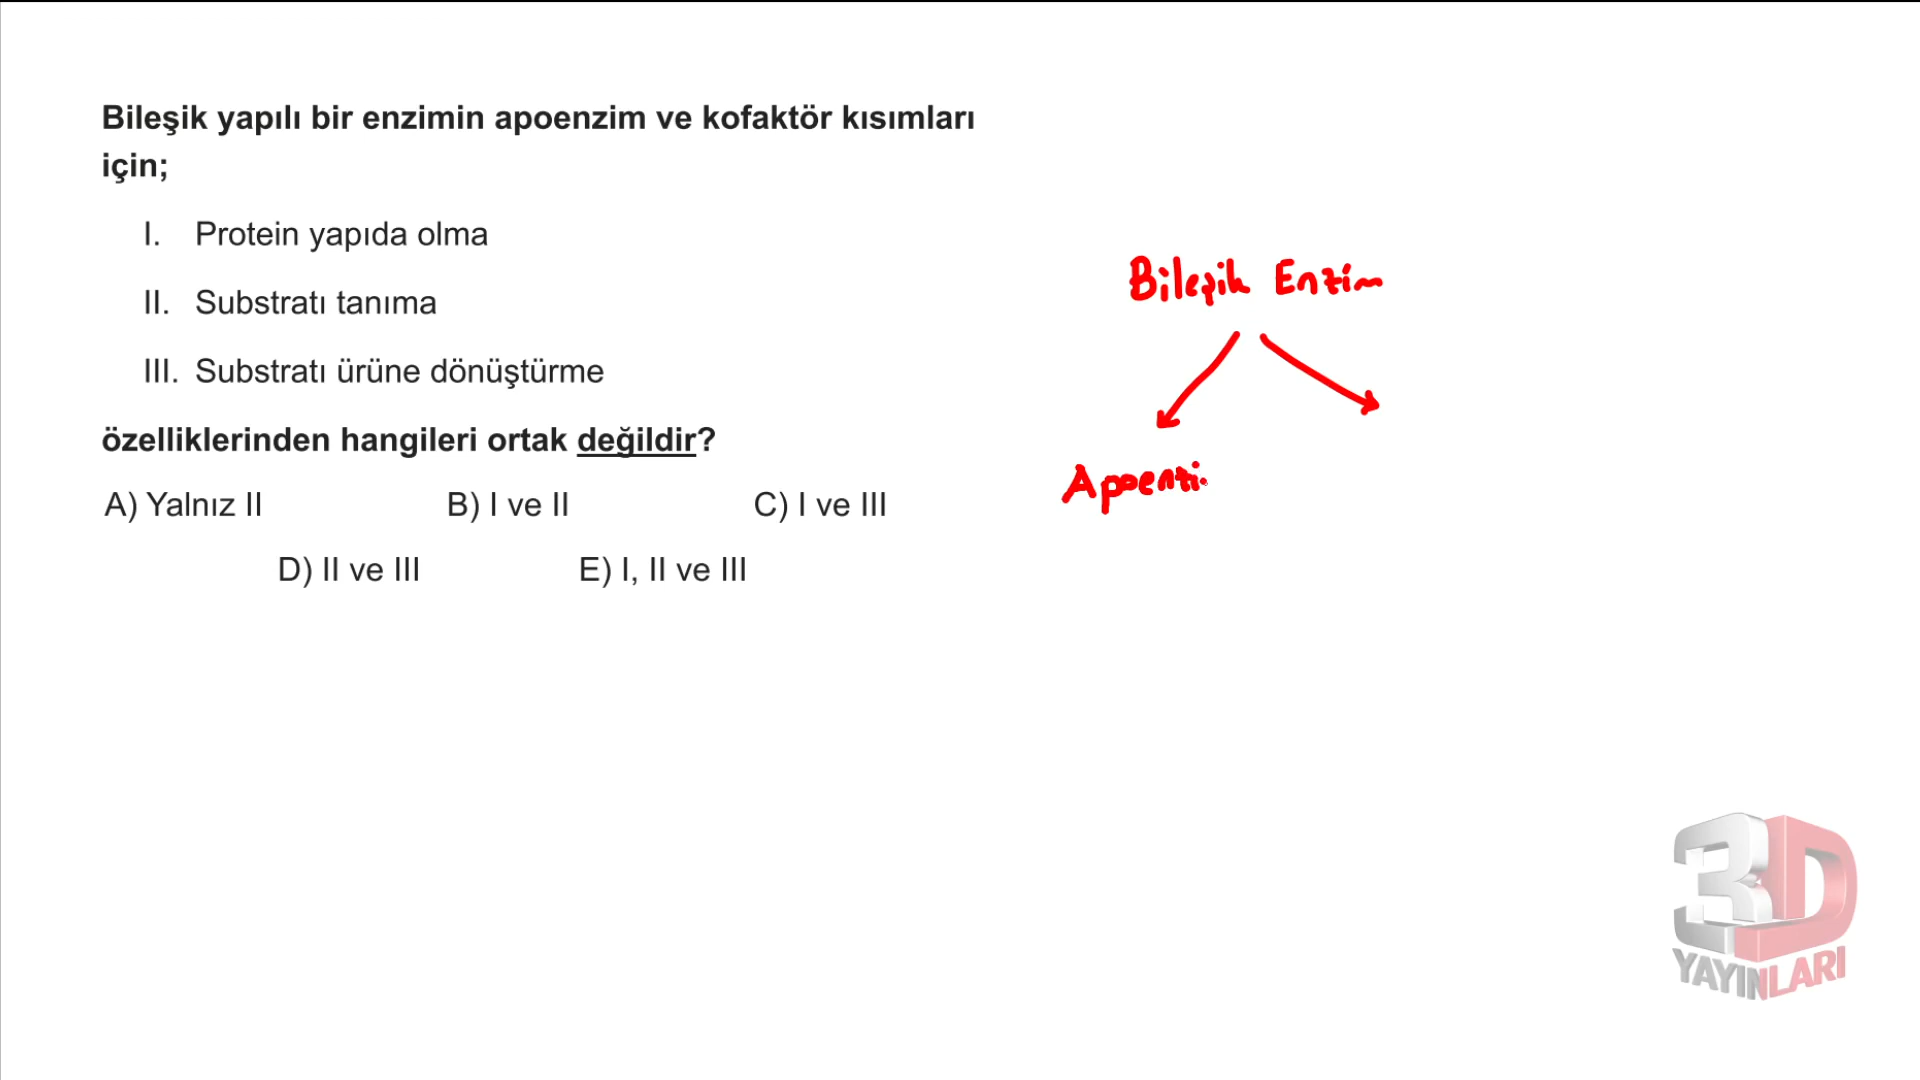 Bileşik yapılı bir enzimin apoenzim ve kofaktör kısımları
için;
I. Protein yapıda olma
II. Substratı tanıma
III. Substratı ürüne dönüştürme
özelliklerinden hangileri ortak değildir?
A) Yalnız II B) I ve II C) I ve III
D) II ve III E) I, II ve III
Bileşik Enzim
Apoenzi
3D
YAYINLARI